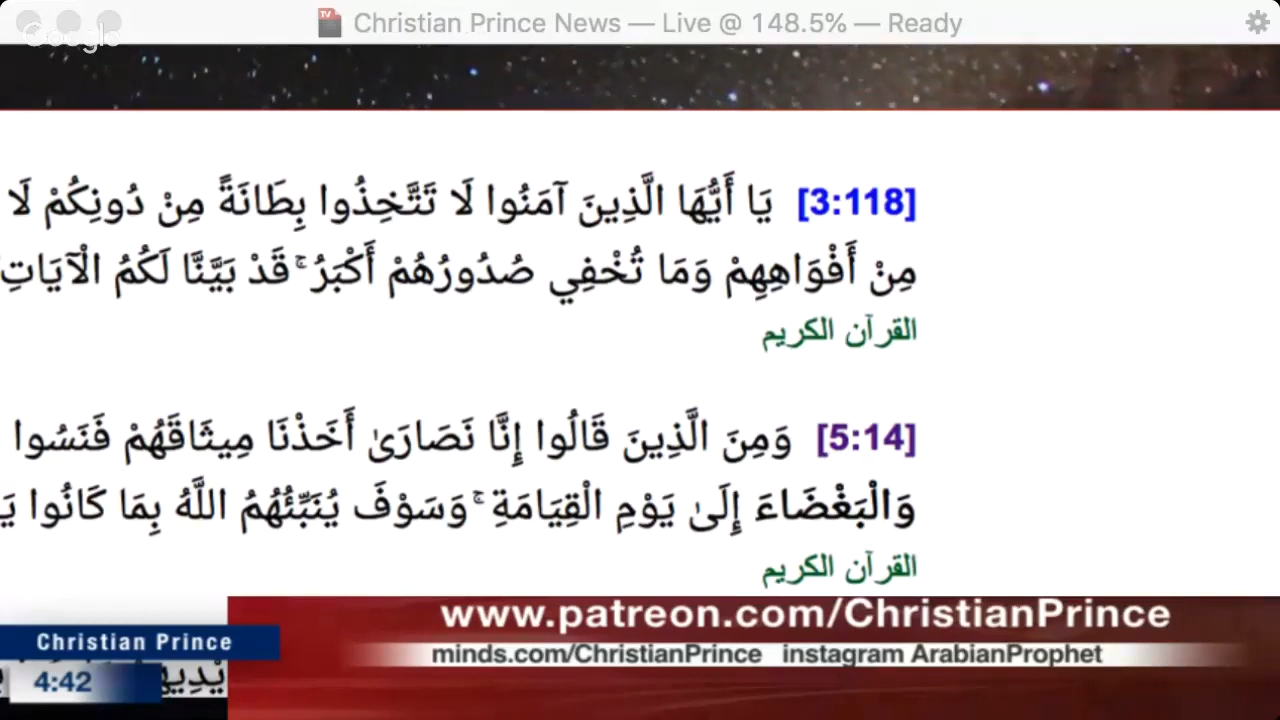 Google
Christian Prince News — Live @ 148.5% — Ready
[3:118] يَا أَيُّهَا الَّذِينَ آمَنُوا لَا تَتَّخِذُوا بِطَانَةً مِنْ دُونِكُمْ لَا
مِنْ أَفْوَاهِهِمْ وَمَا تُخْفِي صُدُورُهُمْ أَكْبَرُ ۚ قَدْ بَيَّنَّا لَكُمُ الْآيَاتِ
القرآن الكريم
[5:14] وَمِنَ الَّذِينَ قَالُوا إِنَّا نَصَارَىٰ أَخَذْنَا مِيثَاقَهُمْ فَنَسُوا
وَالْبَغْضَاءَ إِلَىٰ يَوْمِ الْقِيَامَةِ ۚ وَسَوْفَ يُنَبِّئُهُمُ اللَّهُ بِمَا كَانُوا
القرآن الكريم
www.patreon.com/ChristianPrince
Christian Prince
minds.com/ChristianPrince instagram ArabianProphet
4:42